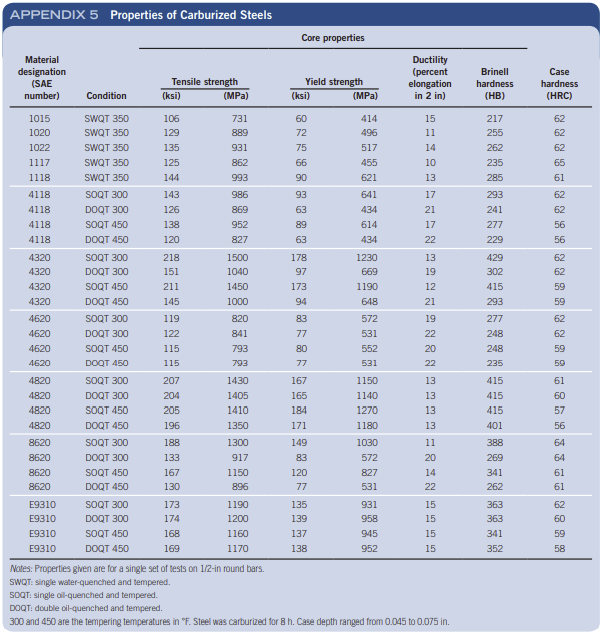 APPENDIX 5 Properties of Carburized Steels
Core properties
Material designation (SAE number) Condition Tensile strength (ksi) (MPa) Yield strength (ksi) (MPa) Ductility (percent elongation in 2 in) Brinell hardness (HB) Case hardness (HRC)
1015 SWQT 350 106 731 60 414 15 217 62
1020 SWQT 350 129 889 72 496 11 255 62
1022 SWQT 350 135 931 75 517 14 262 62
1117 SWQT 350 125 862 66 455 10 235 65
1118 SWQT 350 144 993 90 621 13 285 61
4118 SOQT 300 143 986 93 641 17 293 62
4118 DOQT 300 126 869 63 434 21 241 62
4118 SOQT 450 138 952 89 614 17 277 56
4118 DOQT 450 120 827 63 434 22 229 56
4320 SOQT 300 218 1500 178 1230 13 429 62
4320 DOQT 300 151 1040 97 669 19 302 62
4320 SOQT 450 211 1450 173 1190 12 415 59
4320 DOQT 450 145 1000 94 648 21 293 59
4620 SOQT 300 119 820 83 572 19 277 62
4620 DOQT 300 122 841 77 531 22 248 62
4620 SOQT 450 115 793 80 552 20 248 59
4620 DOQT 450 115 793 77 531 22 235 59
4820 SOQT 300 207 1430 167 1150 13 415 61
4820 DOQT 300 204 1405 165 1140 13 415 60
4820 SOQT 450 205 1410 184 1270 13 415 57
4820 DOQT 450 196 1350 171 1180 13 401 56
8620 SOQT 300 188 1300 149 1030 11 388 64
8620 DOQT 300 133 917 83 572 20 269 64
8620 SOQT 450 167 1150 120 827 14 341 61
8620 DOQT 450 130 896 77 531 22 262 61
E9310 SOQT 300 173 1190 135 931 15 363 62
E9310 DOQT 300 174 1200 139 958 15 363 60
E9310 SOQT 450 168 1160 137 945 15 341 59
E9310 DOQT 450 169 1170 138 952 15 352 58
Notes: Properties given are for a single set of tests on 1/2-in round bars.
SWQT: single water-quenched and tempered.
SOQT: single oil-quenched and tempered.
DOQT: double oil-quenched and tempered.
300 and 450 are the tempering temperatures in °F. Steel was carburized for 8 h. Case depth ranged from 0.045 to 0.075 in.